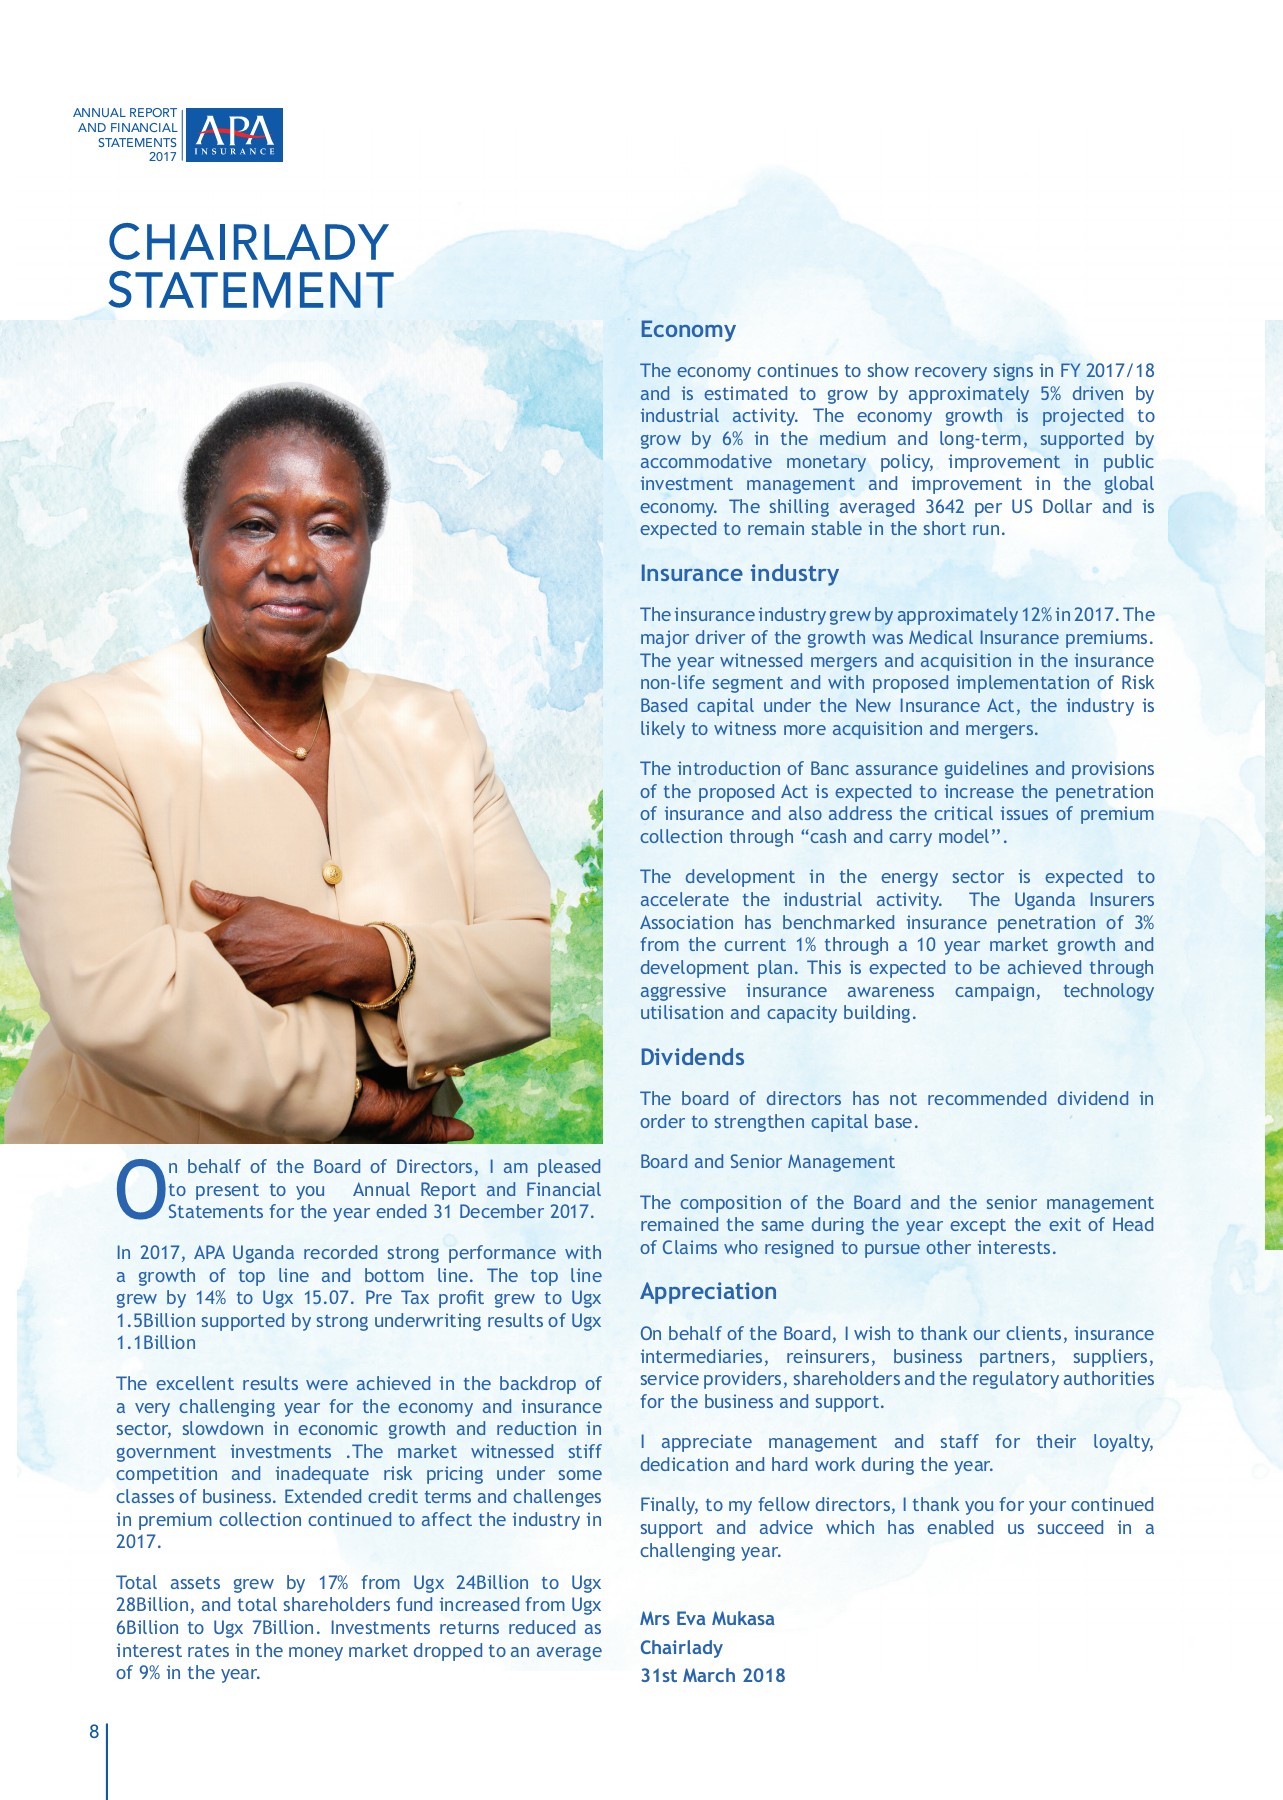 ANNUAL REPORT
AND FINANCIAL
STATEMENTS
2017
APA
INSURANCE
CHAIRLADY
STATEMENT
On behalf of the Board of Directors, I am pleased
to present to you Annual Report and Financial
Statements for the year ended 31 December 2017.
In 2017, APA Uganda recorded strong performance with
a growth of top line and bottom line. The top line
grew by 14% to Ugx 15.07. Pre Tax profit grew to Ugx
1.5Billion supported by strong underwriting results of Ugx
1.1Billion
The excellent results were achieved in the backdrop of
a very challenging year for the economy and insurance
sector, slowdown in economic growth and reduction in
government investments .The market witnessed stiff
competition and inadequate risk pricing under some
classes of business. Extended credit terms and challenges
in premium collection continued to affect the industry in
2017.
Total assets grew by 17% from Ugx 24Billion to Ugx
28Billion, and total shareholders fund increased from Ugx
6Billion to Ugx 7Billion. Investments returns reduced as
interest rates in the money market dropped to an average
of 9% in the year.
Economy
The economy continues to show recovery signs in FY 2017/18
and is estimated to grow by approximately 5% driven by
industrial activity. The economy growth is projected to
grow by 6% in the medium and long-term, supported by
accommodative monetary policy, improvement in public
investment management and improvement in the global
economy. The shilling averaged 3642 per US Dollar and is
expected to remain stable in the short run.
Insurance industry
The insurance industry grew by approximately 12% in 2017. The
major driver of the growth was Medical Insurance premiums.
The year witnessed mergers and acquisition in the insurance
non-life segment and with proposed implementation of Risk
Based capital under the New Insurance Act, the industry is
likely to witness more acquisition and mergers.
The introduction of Banc assurance guidelines and provisions
of the proposed Act is expected to increase the penetration
of insurance and also address the critical issues of premium
collection through “cash and carry model’’.
The development in the energy sector is expected to
accelerate the industrial activity. The Uganda Insurers
Association has benchmarked insurance penetration of 3%
from the current 1% through a 10 year market growth and
development plan. This is expected to be achieved through
aggressive insurance awareness campaign, technology
utilisation and capacity building.
Dividends
The board of directors has not recommended dividend in
order to strengthen capital base.
Board and Senior Management
The composition of the Board and the senior management
remained the same during the year except the exit of Head
of Claims who resigned to pursue other interests.
Appreciation
On behalf of the Board, I wish to thank our clients, insurance
intermediaries, reinsurers, business partners, suppliers,
service providers, shareholders and the regulatory authorities
for the business and support.
I appreciate management and staff for their loyalty,
dedication and hard work during the year.
Finally, to my fellow directors, I thank you for your continued
support and advice which has enabled us succeed in a
challenging year.
Mrs Eva Mukasa
Chairlady
31st March 2018
8